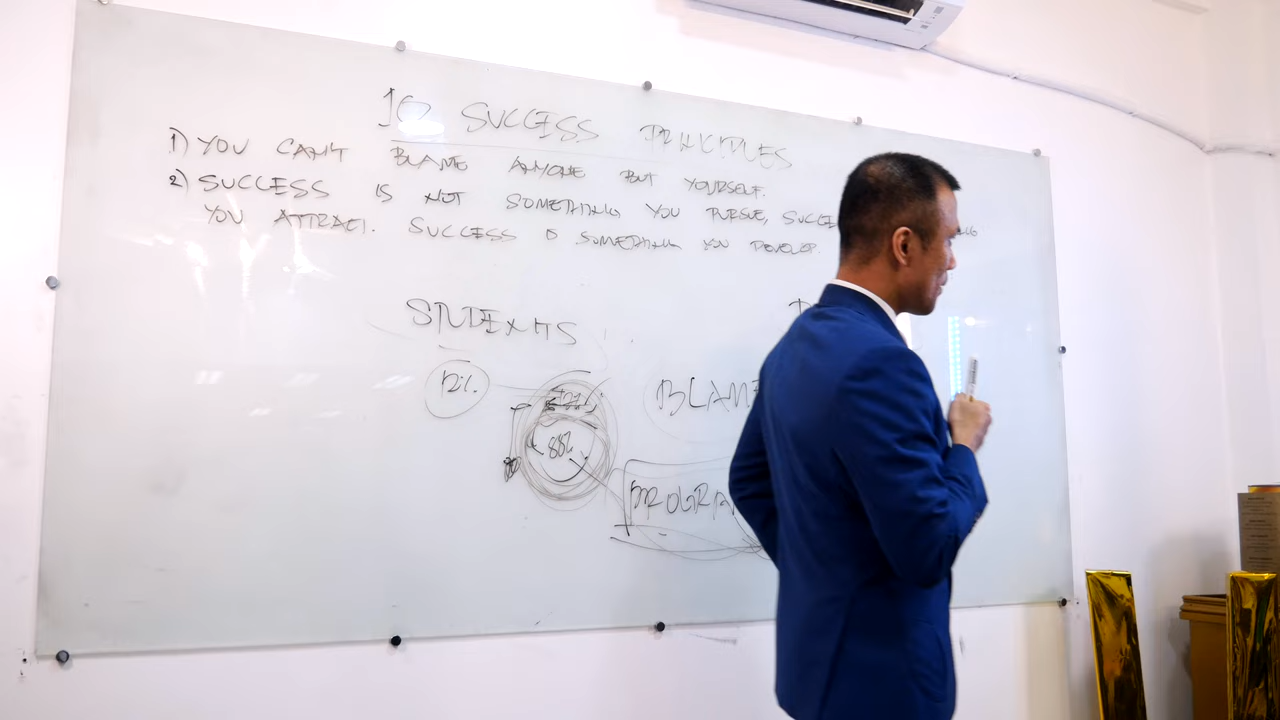 10 SUCCESS PRINCIPLES
1) YOU CAN'T BLAME ANYONE BUT YOURSELF.
2) SUCCESS IS NOT SOMETHING YOU PURSUE,
YOU ATTRACT. SUCCESS IS SOMETHING YOU DEVELOP.
STUDENTS
12%
12%
88%
BLAME
PROGRA